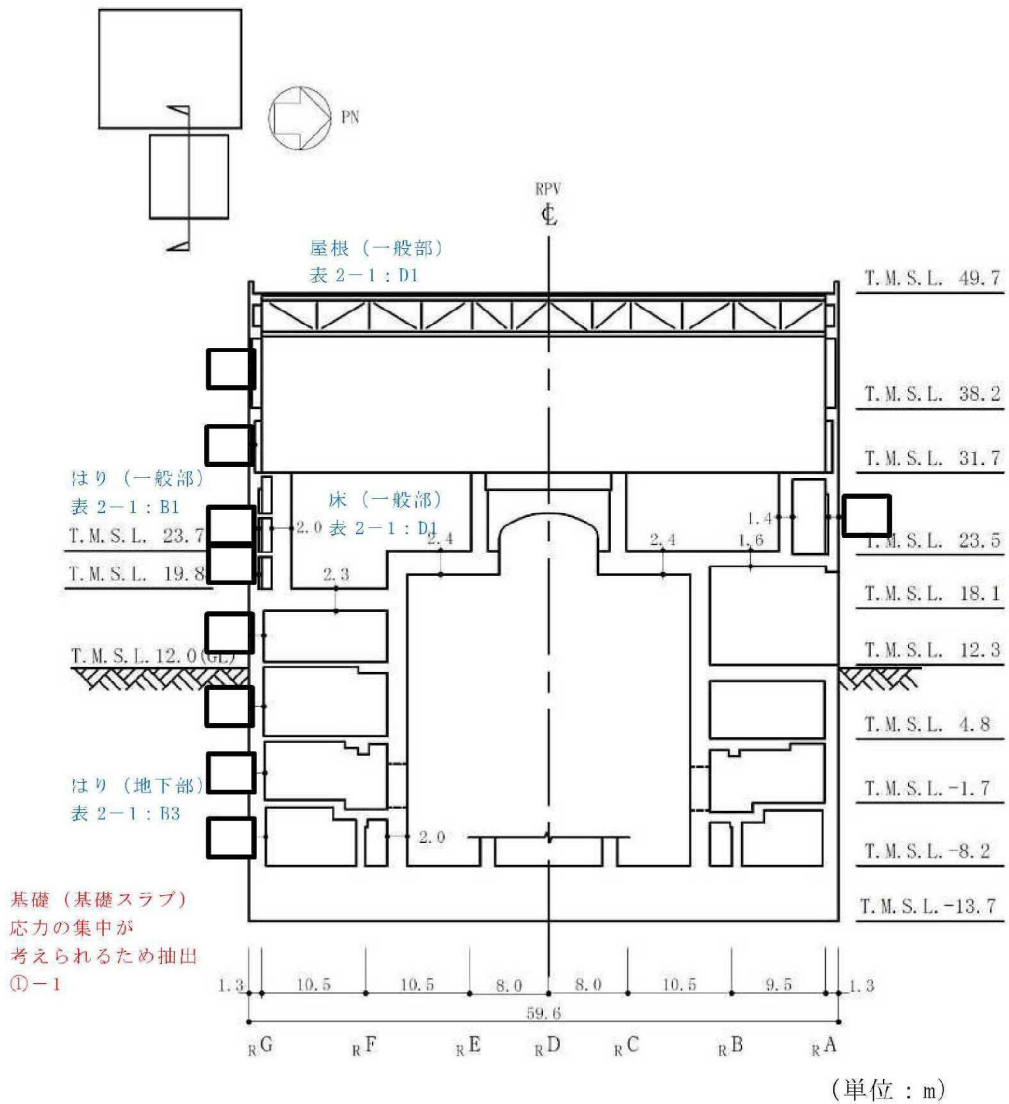 PN
RPV
℄
屋根（一般部）
表 2－1：D1
T.M.S.L. 49.7
T.M.S.L. 38.2
T.M.S.L. 31.7
はり（一般部）
表 2－1：B1
床（一般部）
表 2－1：D1
T.M.S.L. 23.7
2.0
2.4
2.4
1.4
1.6
T.M.S.L. 23.5
T.M.S.L. 19.8
2.3
T.M.S.L. 18.1
T.M.S.L.12.0(GL)
T.M.S.L. 12.3
T.M.S.L. 4.8
はり（地下部）
表 2－1：B3
T.M.S.L.-1.7
2.0
T.M.S.L.-8.2
基礎（基礎スラブ）
応力の集中が
考えられるため抽出
①－1
T.M.S.L.-13.7
1.3 10.5 10.5 8.0 8.0 10.5 9.5 1.3
59.6
RG RF RE RD RC RB RA
(単位：m)